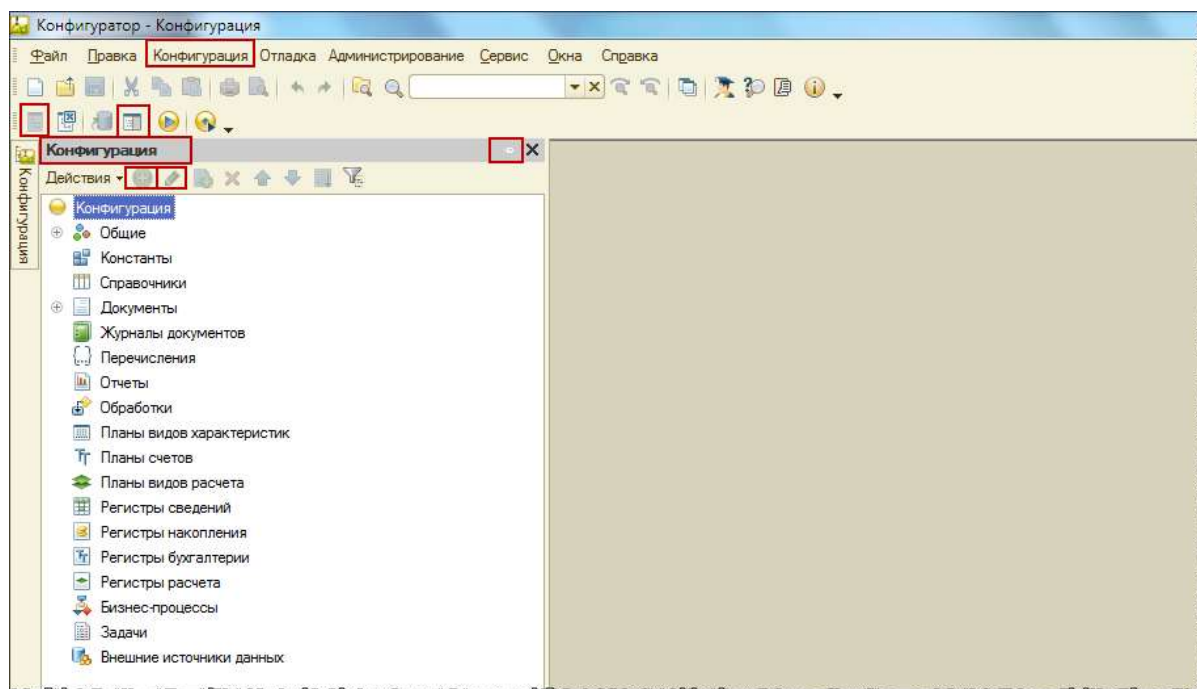 Конфигуратор - Конфигурация
Файл Правка Конфигурация Отладка Администрирование Сервис Окна Справка
Конфигурация
Действия
Конфигурация
Конфигурация
Общие
Константы
Справочники
Документы
Журналы документов
Перечисления
Отчеты
Обработки
Планы видов характеристик
Планы счетов
Планы видов расчета
Регистры сведений
Регистры накопления
Регистры бухгалтерии
Регистры расчета
Бизнес-процессы
Задачи
Внешние источники данных